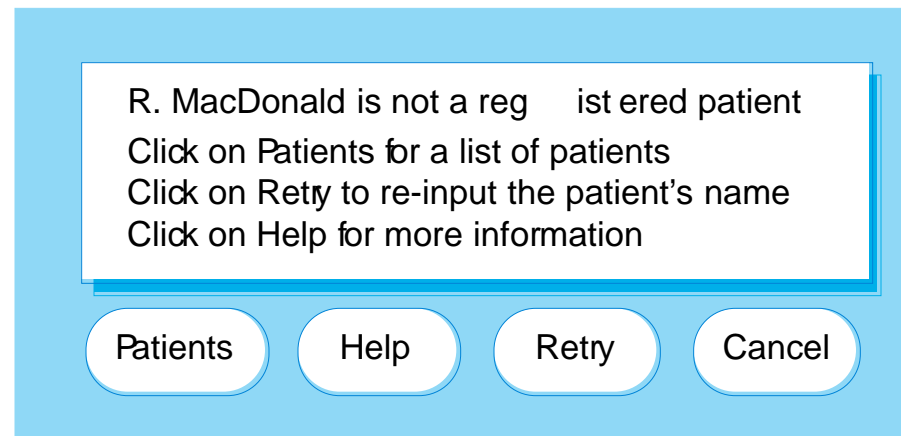 R. MacDonald is not a reg ist ered patient
Click on Patients for a list of patients
Click on Retry to re-input the patient's name
Click on Help for more information
Patients Help Retry Cancel